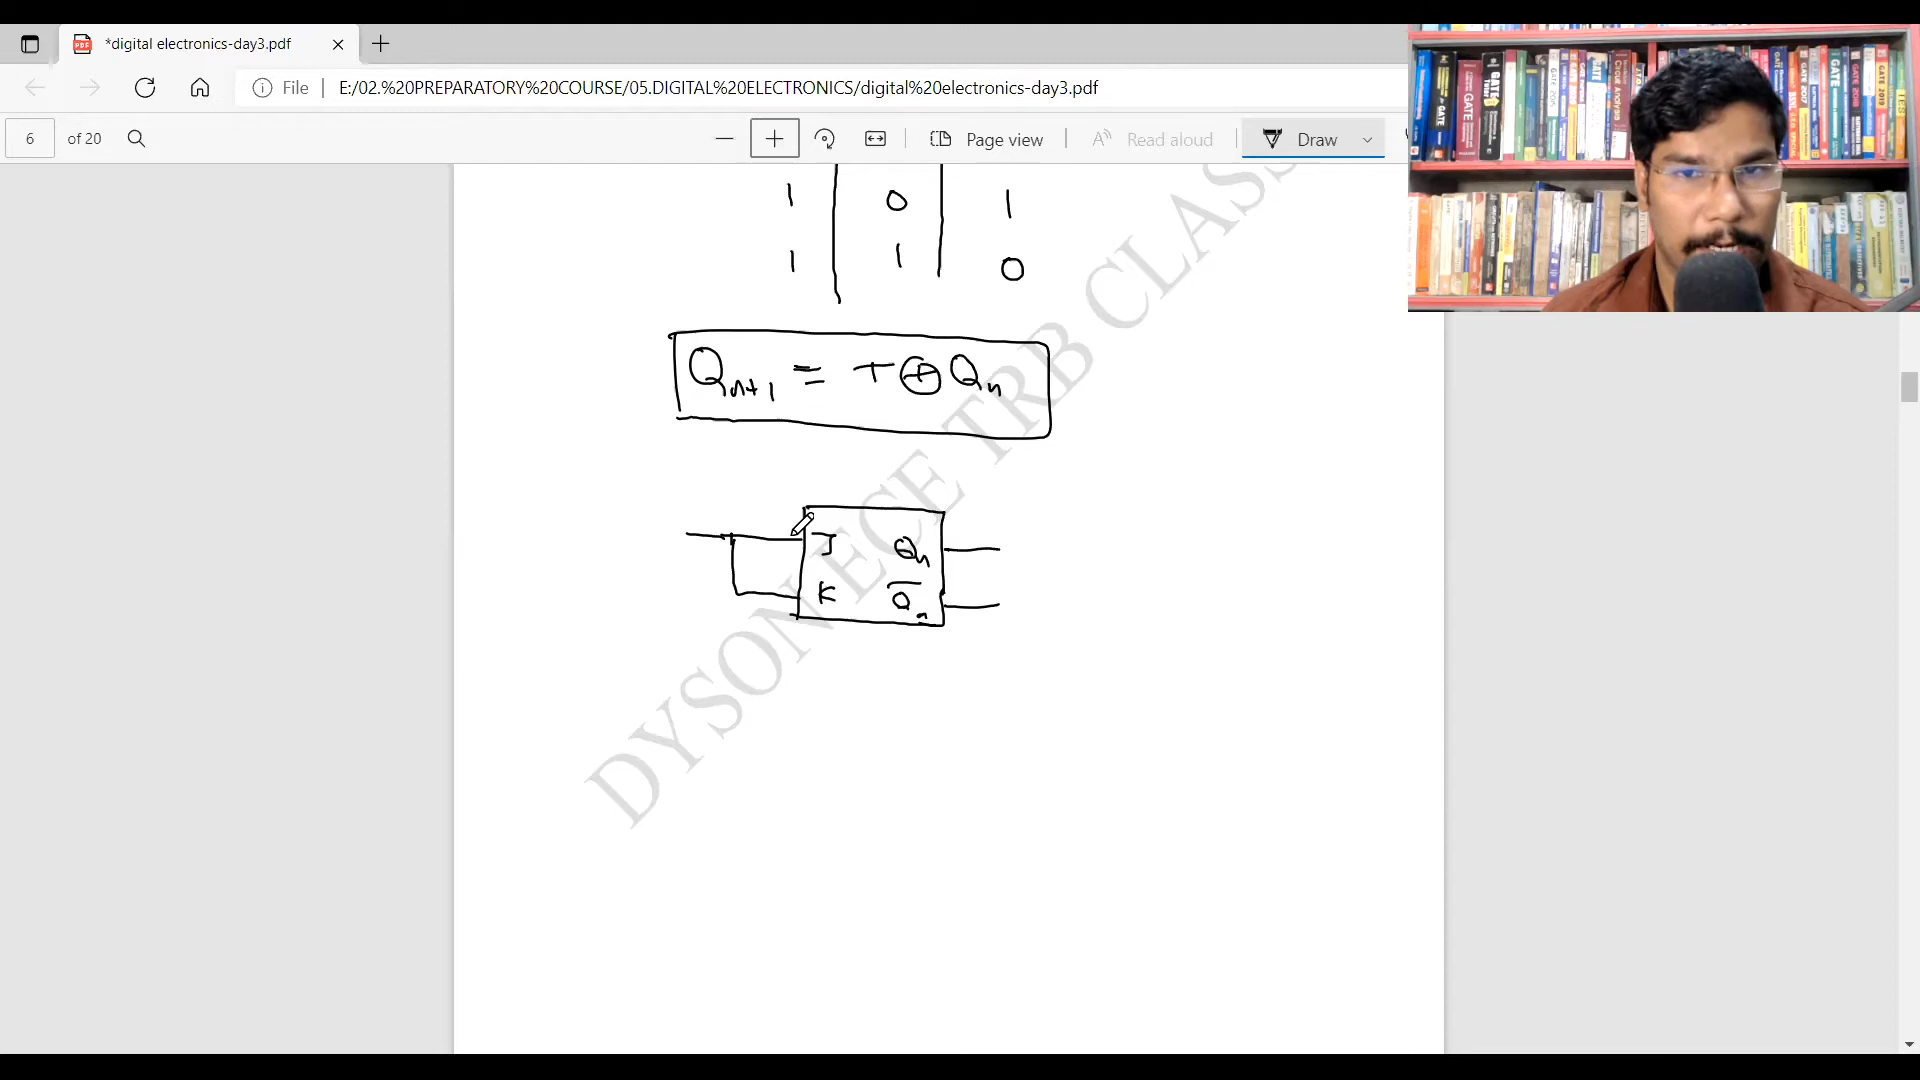 *digital electronics-day3.pdf
File
E:/02.%20PREPARATORY%20COURSE/05.DIGITAL%20ELECTRONICS/digital%20electronics-day3.pdf
6 of 20
Page view
Read aloud
Draw
1 0 1
1 1 0
Qn+1 = T ⊕ Qn
J Qn
K Q̅n
DYSON ECE TRB CLASS